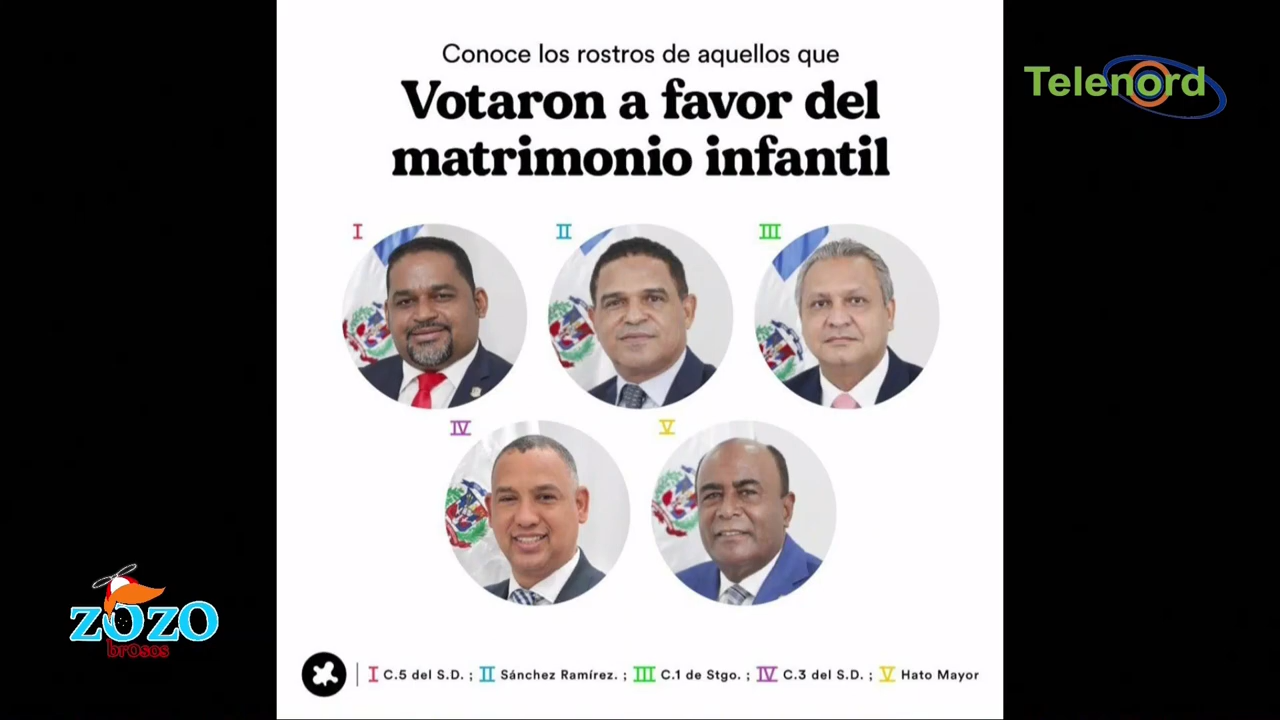 Conoce los rostros de aquellos que
Votaron a favor del
matrimonio infantil
Telenord
I
II
III
IV
V
zozo
brOsos
I C.5 del S.D. ; II Sánchez Ramírez. ; III C.1 de Stgo. ; IV C.3 del S.D. ; V Hato Mayor